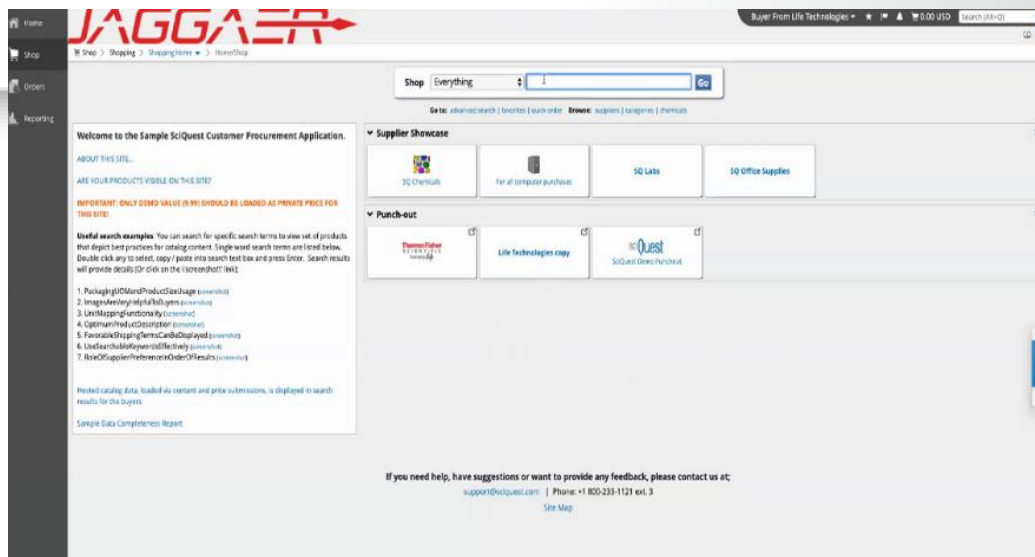 JAGGAER
Buyer From Life Technologies
0.00 USD
Search (Alt+Q)
Home
Shop
Orders
Reporting
Shop > Shopping > Shopping Home > Home/Shop
Shop Everything Go
Go to: advanced search | favorites | quick order Browse: suppliers | categories | chemicals
Welcome to the Sample SciQuest Customer Procurement Application.
ABOUT THIS SITE...
ARE YOUR PRODUCTS VISIBLE ON THIS SITE?
IMPORTANT: ONLY DEMO VALUE (9.99) SHOULD BE LOADED AS PRIVATE PRICE FOR
THIS SITE!
Useful search examples: You can search for specific search terms to view set of products
that depict best practices for catalog content. Single word search terms are listed below.
Double click any to select, copy / paste into search text box and press Enter. Search results
will provide details (Or click on the \'screenshot\' link):
1. PackagingUOMandProductSizeUsage (screenshot)
2. ImagesAreVeryHelpfulToBuyers (screenshot)
3. UnitMappingFunctionality (screenshot)
4. OptimumProductDescription (screenshot)
5. FavorableShippingTermsCanBeDisplayed (screenshot)
6. UseSearchableKeywordsEffectively (screenshot)
7. RoleOfSupplierPreferenceInOrderOfResults (screenshot)
Hosted catalog data, loaded via content and price submissions, is displayed in search
results for the buyers
Sample Data Completeness Report
Supplier Showcase
SQ Chemicals
For all computer purchases
SQ Labs
SQ Office Supplies
Punch-out
ThermoFisher
SCIENTIFIC
Life Technologies copy
SciQuest
SciQuest Demo Punchout
If you need help, have suggestions or want to provide any feedback, please contact us at;
support@sciquest.com | Phone: +1 800-233-1121 ext. 3
Site Map